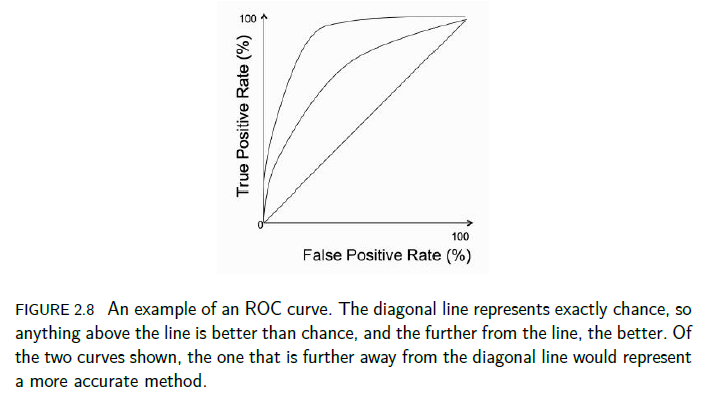 100
True Positive Rate (%)
0
100
False Positive Rate (%)
FIGURE 2.8 An example of an ROC curve. The diagonal line represents exactly chance, so
anything above the line is better than chance, and the further from the line, the better. Of
the two curves shown, the one that is further away from the diagonal line would represent
a more accurate method.